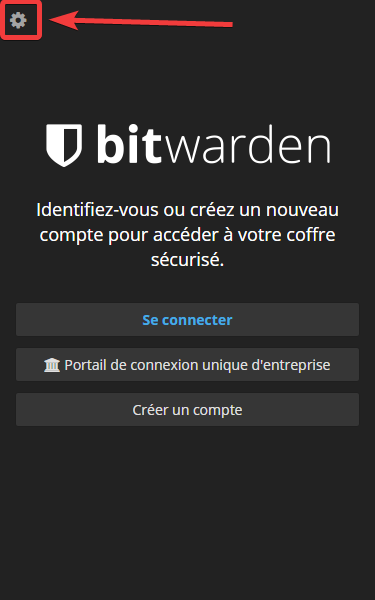 bitwarden
Identifiez-vous ou créez un nouveau
compte pour accéder à votre coffre
sécurisé.
Se connecter
Portail de connexion unique d'entreprise
Créer un compte